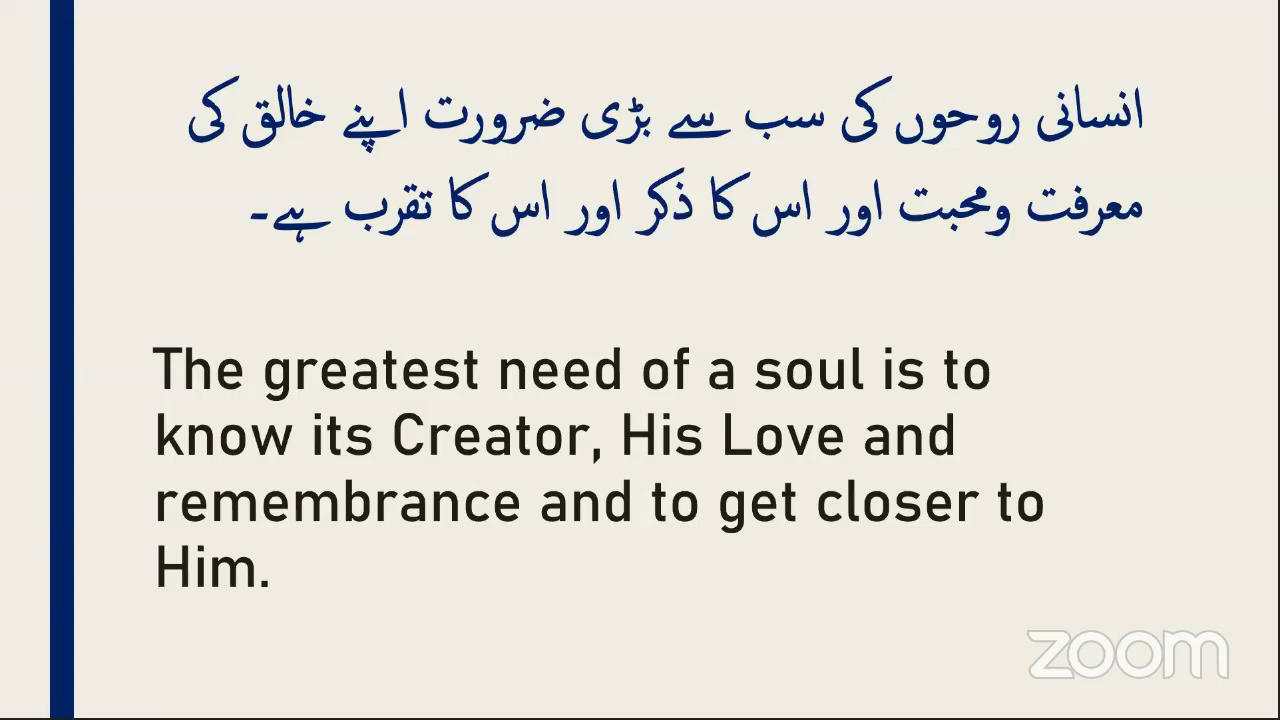 انسانی روحوں کی سب سے بڑی ضرورت اپنے خالق کی
معرفت ومحبت اور اس کا ذکر اور اس کا تقرب ہے۔
The greatest need of a soul is to
know its Creator, His Love and
remembrance and to get closer to
Him.
zoom